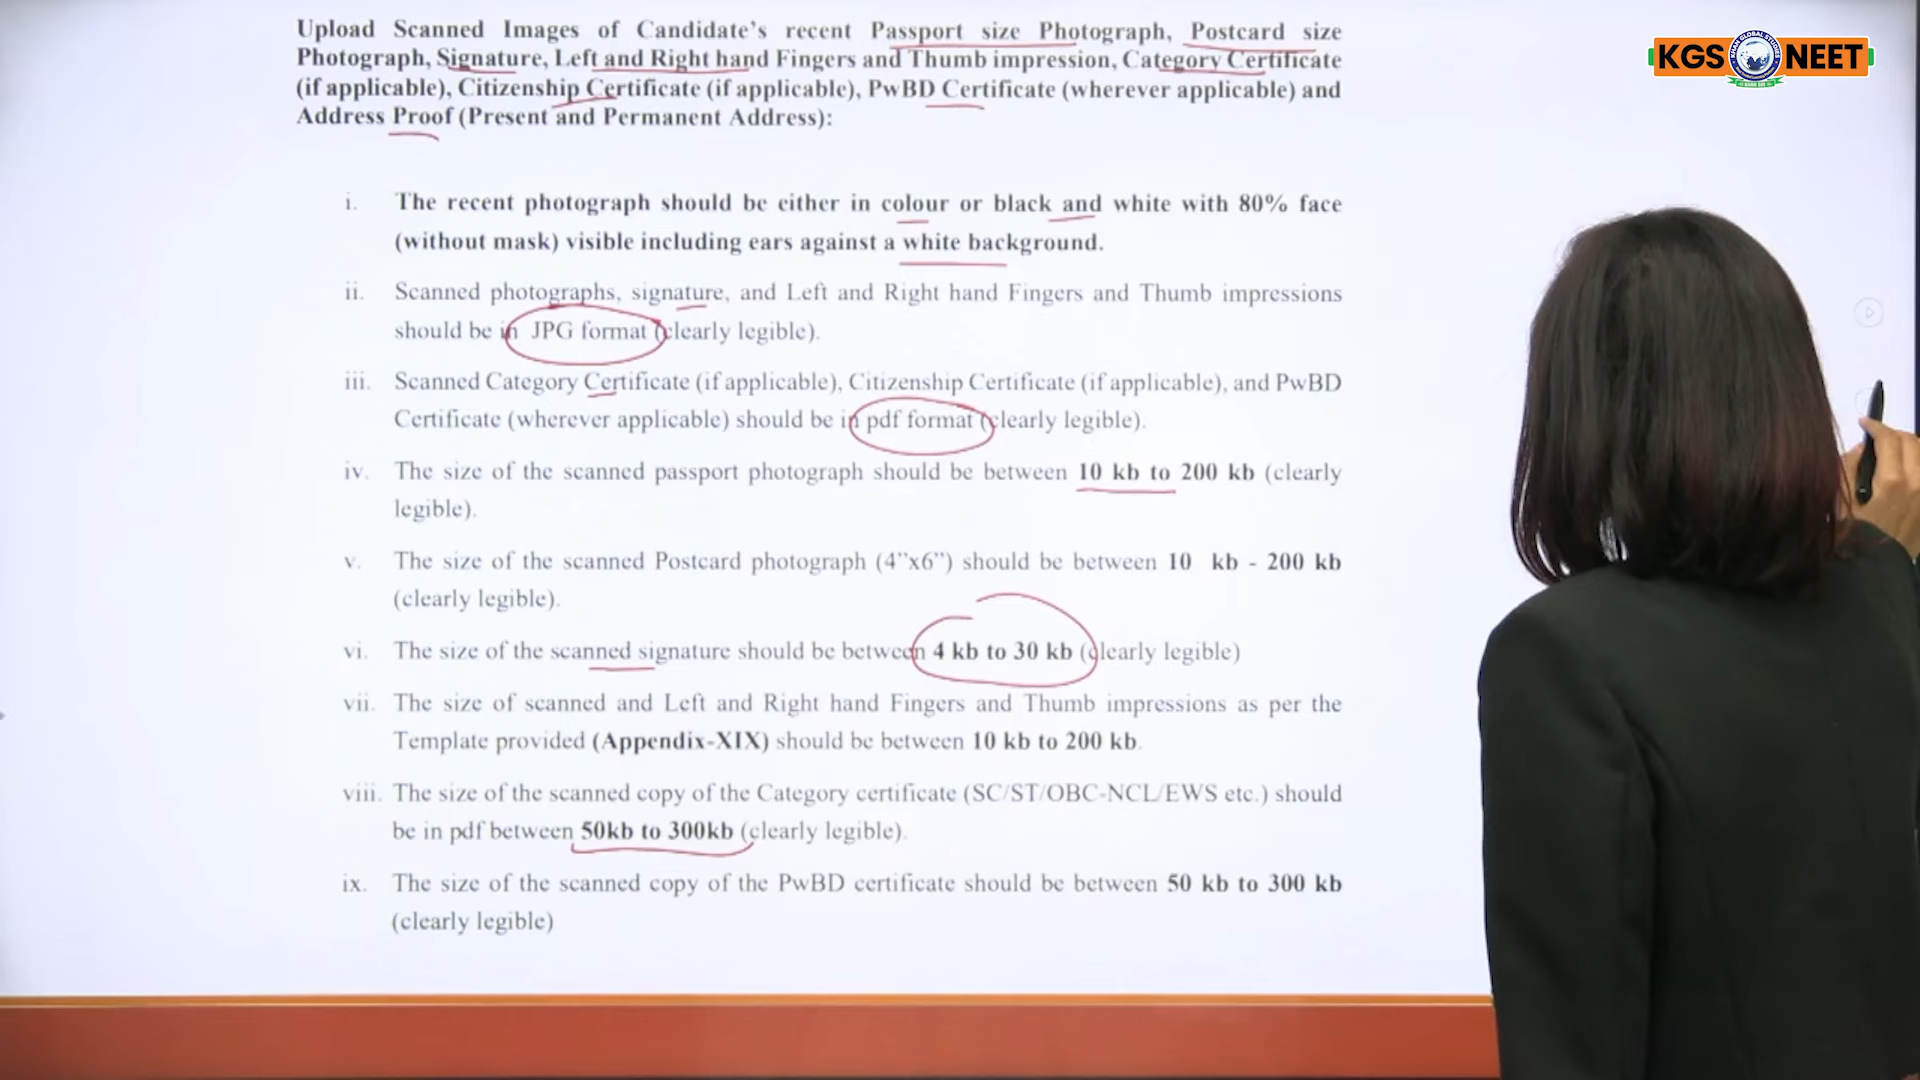 Upload Scanned Images of Candidate's recent Passport size Photograph, Postcard size
Photograph, Signature, Left and Right hand Fingers and Thumb impression, Category Certificate
(if applicable), Citizenship Certificate (if applicable), PwBD Certificate (wherever applicable) and
Address Proof (Present and Permanent Address):
i. The recent photograph should be either in colour or black and white with 80% face
(without mask) visible including ears against a white background.
ii. Scanned photographs, signature, and Left and Right hand Fingers and Thumb impressions
should be in JPG format (clearly legible).
iii. Scanned Category Certificate (if applicable), Citizenship Certificate (if applicable), and PwBD
Certificate (wherever applicable) should be in pdf format (clearly legible).
iv. The size of the scanned passport photograph should be between 10 kb to 200 kb (clearly
legible).
v. The size of the scanned Postcard photograph (4”x6”) should be between 10 kb - 200 kb
(clearly legible).
vi. The size of the scanned signature should be between 4 kb to 30 kb (clearly legible)
vii. The size of scanned and Left and Right hand Fingers and Thumb impressions as per the
Template provided (Appendix-XIX) should be between 10 kb to 200 kb.
viii. The size of the scanned copy of the Category certificate (SC/ST/OBC-NCL/EWS etc.) should
be in pdf between 50kb to 300kb (clearly legible).
ix. The size of the scanned copy of the PwBD certificate should be between 50 kb to 300 kb
(clearly legible)
KGS NEET
KHAN GLOBAL STUDIES